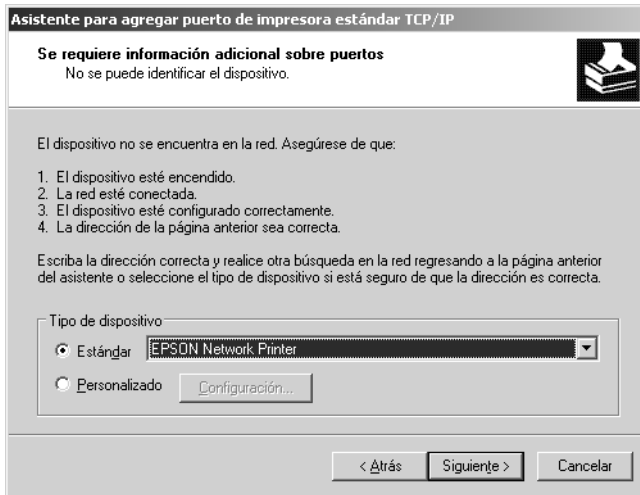 Asistente para agregar puerto de impresora estándar TCP/IP
Se requiere información adicional sobre puertos
No se puede identificar el dispositivo.
El dispositivo no se encuentra en la red. Asegúrese de que:
1. El dispositivo esté encendido.
2. La red esté conectada.
3. El dispositivo esté configurado correctamente.
4. La dirección de la página anterior sea correcta.
Escriba la dirección correcta y realice otra búsqueda en la red regresando a la página anterior
del asistente o seleccione el tipo de dispositivo si está seguro de que la dirección es correcta.
Tipo de dispositivo
Estándar EPSON Network Printer
Personalizado Configuración...
< Atrás Siguiente > Cancelar